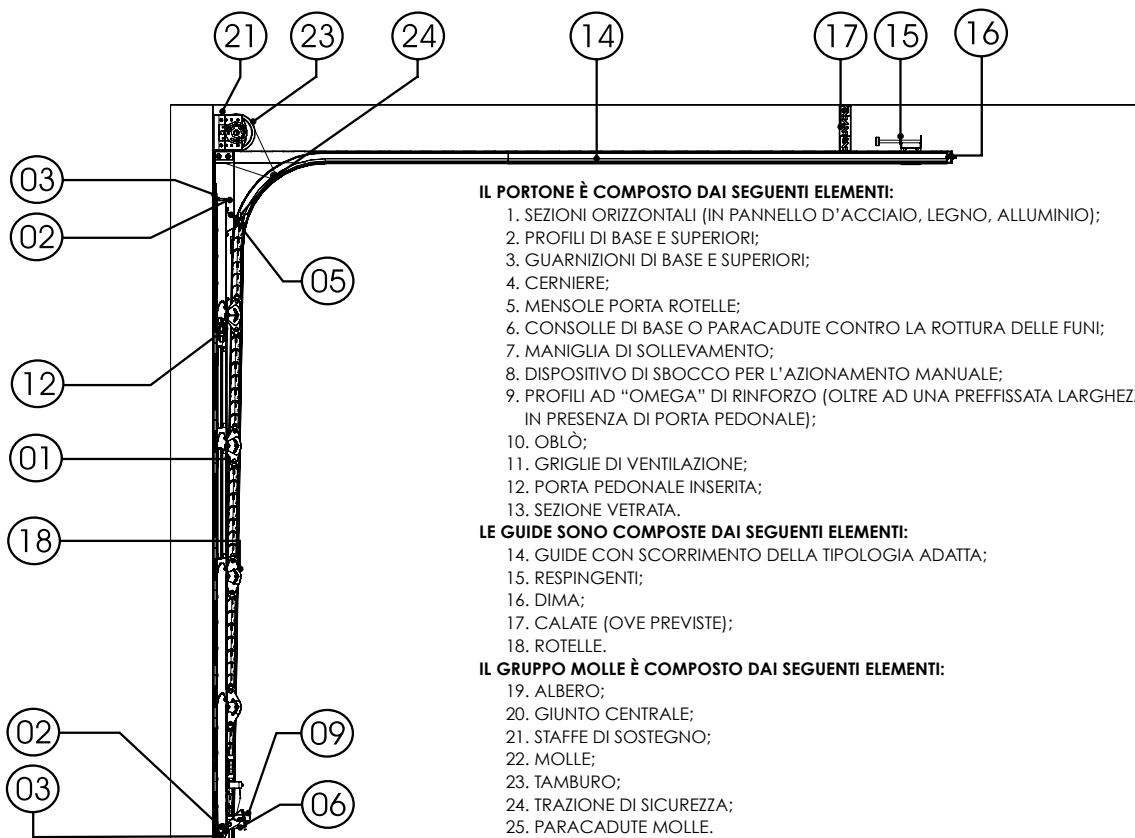 21 23 24 14 17 15 16
03
02
05
12
01
18
02
09
03
06
IL PORTONE È COMPOSTO DAI SEGUENTI ELEMENTI:
1. SEZIONI ORIZZONTALI (IN PANNELLO D'ACCIAIO, LEGNO, ALLUMINIO);
2. PROFILI DI BASE E SUPERIORI;
3. GUARNIZIONI DI BASE E SUPERIORI;
4. CERNIERE;
5. MENSOLE PORTA ROTELLE;
6. CONSOLLE DI BASE O PARACADUTE CONTRO LA ROTTURA DELLE FUNI;
7. MANIGLIA DI SOLLEVAMENTO;
8. DISPOSITIVO DI SBOCCO PER L'AZIONAMENTO MANUALE;
9. PROFILI AD "OMEGA" DI RINFORZO (OLTRE AD UNA PREFFISSATA
IN PRESENZA DI PORTA PEDONALE);
10. OBLÒ;
11. GRIGLIE DI VENTILAZIONE;
12. PORTA PEDONALE INSERITA;
13. SEZIONE VETRATA.
LE GUIDE SONO COMPOSTE DAI SEGUENTI ELEMENTI:
14. GUIDE CON SCORRIMENTO DELLA TIPOLOGIA ADATTA;
15. RESPINGENTI;
16. DIMA;
17. CALATE (OVE PREVISTE);
18. ROTELLE.
IL GRUPPO MOLLE È COMPOSTO DAI SEGUENTI ELEMENTI:
19. ALBERO;
20. GIUNTO CENTRALE;
21. STAFFE DI SOSTEGNO;
22. MOLLE;
23. TAMBURO;
24. TRAZIONE DI SICUREZZA;
25. PARACADUTE MOLLE.